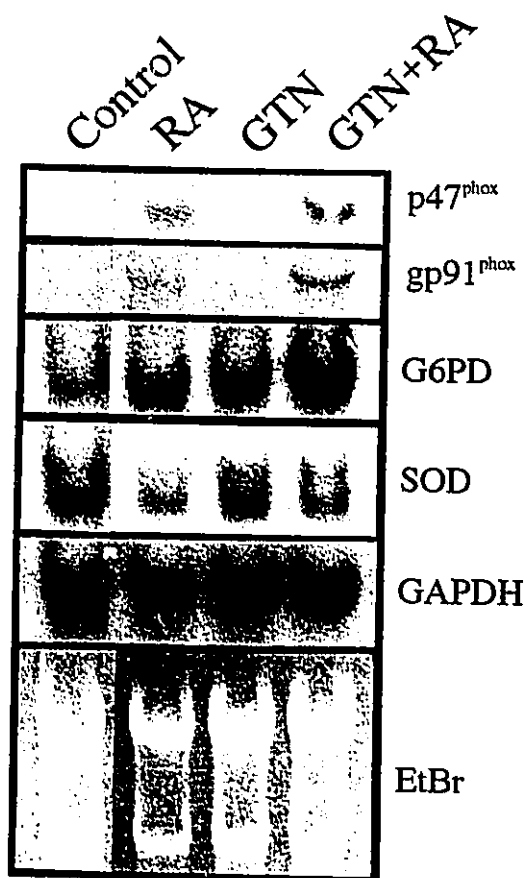 Control RA GTN GTN+RA
p47phox
gp91phox
G6PD
SOD
GAPDH
EtBr